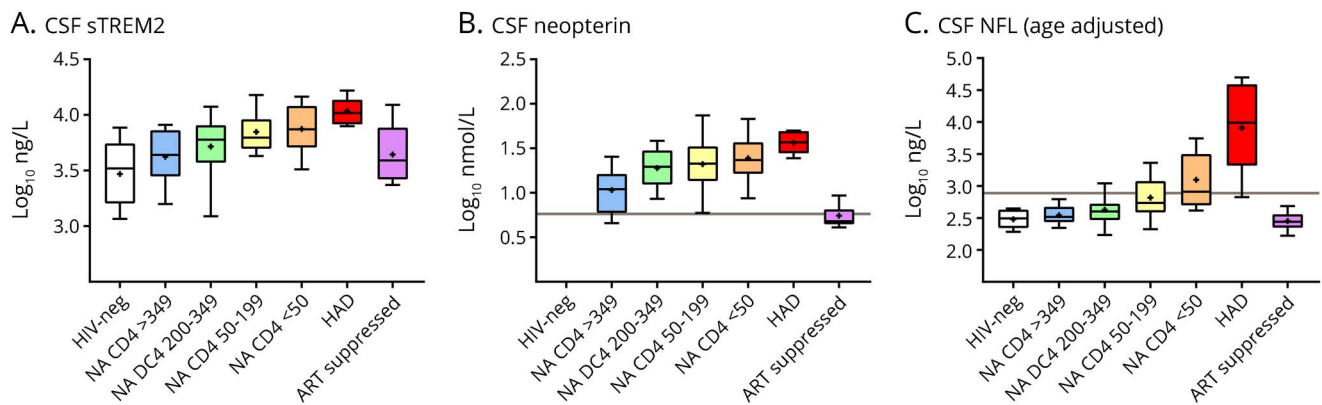 A. CSF sTREM2
Log10 ng/L
4.5
4.0
3.5
3.0
HIV-neg
NA CD4 >349
NA DC4 200-349
NA CD4 50-199
NA CD4 <50
HAD
ART suppressed
B. CSF neopterin
Log10 nmol/L
2.5
2.0
1.5
1.0
0.5
HIV-neg
NA CD4 >349
NA DC4 200-349
NA CD4 50-199
NA CD4 <50
HAD
ART suppressed
C. CSF NFL (age adjusted)
Log10 ng/L
5.0
4.5
4.0
3.5
3.0
2.5
2.0
HIV-neg
NA CD4 >349
NA DC4 200-349
NA CD4 50-199
NA CD4 <50
HAD
ART suppressed